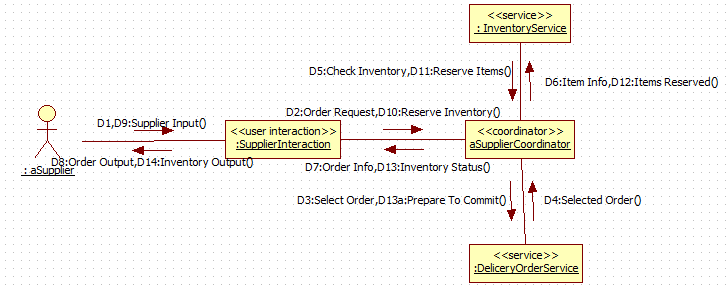 <<service>>
: InventoryService
D5:Check Inventory,D11:Reserve Items()
D6:Item Info,D12:Items Reserved()
D1,D9:Supplier Input()
D2:Order Request,D10:Reserve Inventory()
<<user interaction>>
:SupplierInteraction
<<coordinator>>
aSupplierCoordinator
D8:Order Output,D14:Inventory Output()
: aSupplier
D7:Order Info,D13:Inventory Status()
D3:Select Order,D13a:Prepare To Commit()
D4:Selected Order()
<<service>>
:DeliceryOrderService